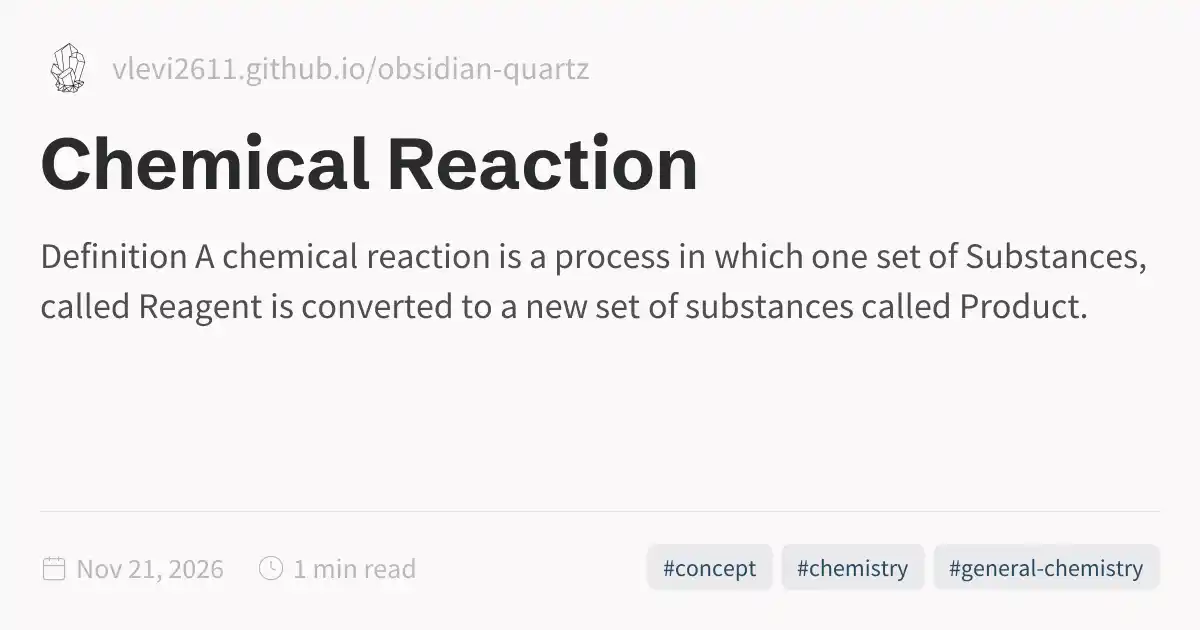 vlevi2611.github.io/obsidian-quartz
Chemical Reaction
Definition A chemical reaction is a process in which one set of Substances,
called Reagent is converted to a new set of substances called Product.
Nov 21, 2026 1 min read #concept #chemistry #general-chemistry